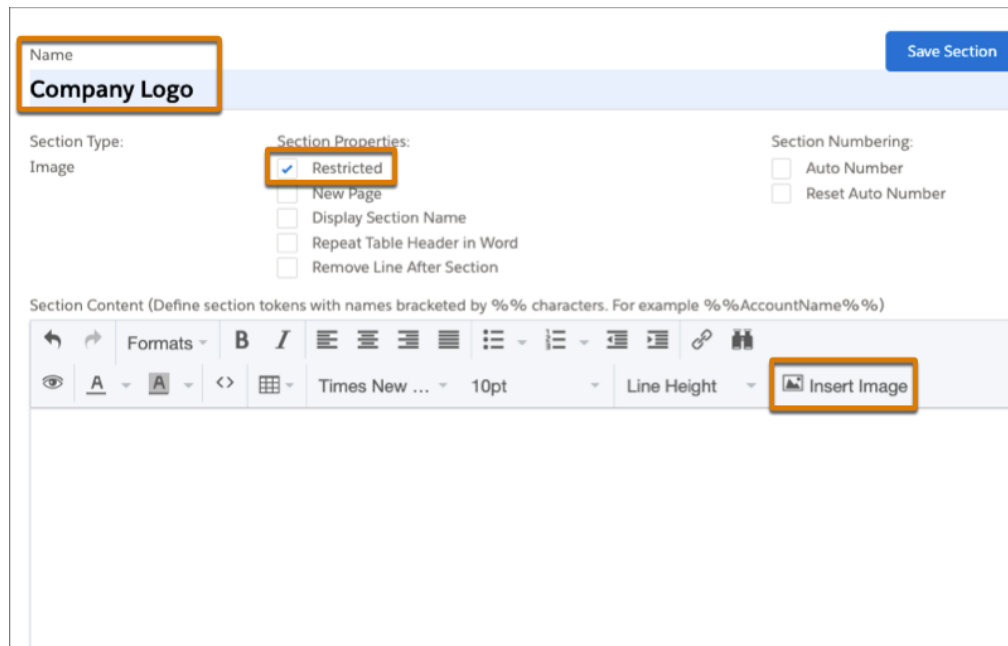 Name
Save Section
Company Logo
Section Type:
Section Properties:
Section Numbering:
Image
Restricted
Auto Number
New Page
Reset Auto Number
Display Section Name
Repeat Table Header in Word
Remove Line After Section
Section Content (Define section tokens with names bracketed by %% characters. For example %%AccountName%%)
Formats B I
A A <> Times New ... 10pt Line Height Insert Image